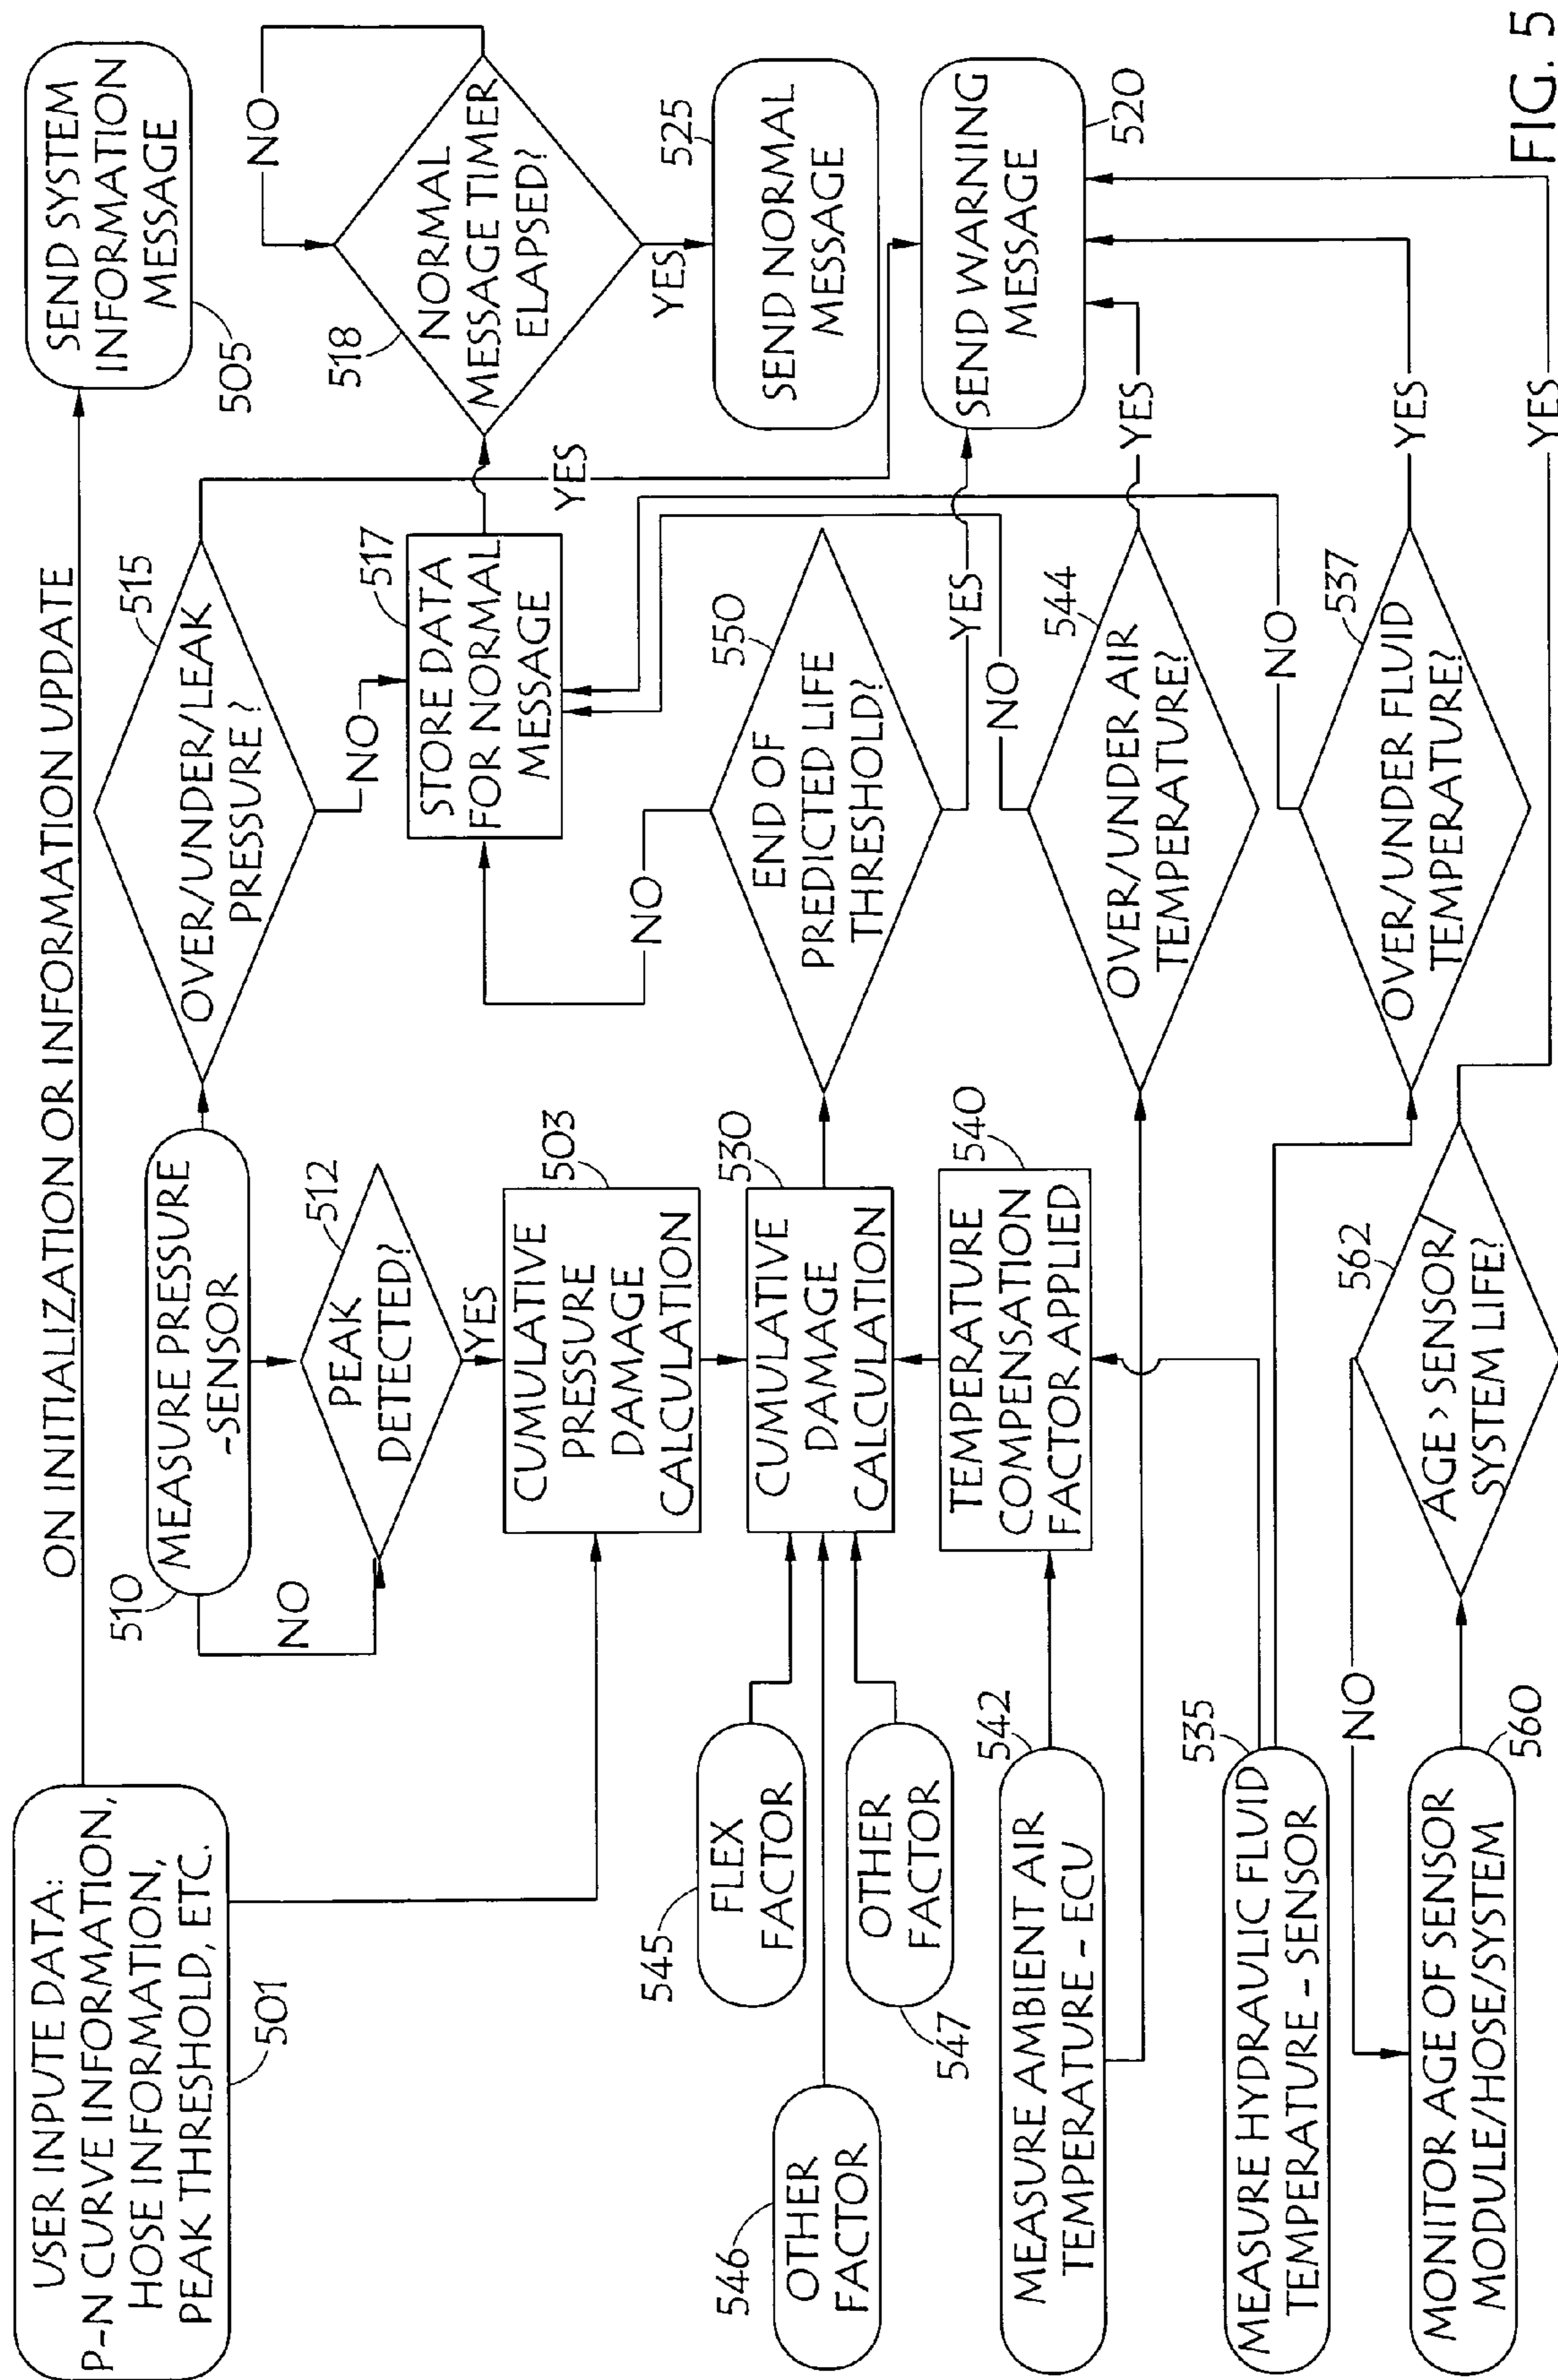 USER INPUTE DATA:
P-N CURVE INFORMATION,
HOSE INFORMATION,
PEAK THRESHOLD, ETC.
501
ON INITIALIZATION OR INFORMATION UPDATE
SEND SYSTEM
INFORMATION
MESSAGE
505
510
MEASURE PRESSURE
-SENSOR
NO
PEAK
DETECTED?
512
YES
OVER/UNDER/LEAK
PRESSURE?
515
NO
YES
STORE DATA
FOR NORMAL
MESSAGE
517
NORMAL
MESSAGE TIMER
ELAPSED?
518
NO
YES
SEND NORMAL
MESSAGE
525
CUMULATIVE
PRESSURE
DAMAGE
CALCULATION
503
545
FLEX
FACTOR
546
OTHER
FACTOR
OTHER
FACTOR
547
CUMULATIVE
DAMAGE
CALCULATION
530
END OF
PREDICTED LIFE
THRESHOLD?
550
NO
YES
SEND WARNING
MESSAGE
520
MEASURE AMBIENT AIR
TEMPERATURE - ECU
542
TEMPERATURE
COMPENSATION
FACTOR APPLIED
540
OVER/UNDER AIR
TEMPERATURE?
544
NO
YES
MEASURE HYDRAULIC FLUID
TEMPERATURE - SENSOR
535
OVER/UNDER FLUID
TEMPERATURE?
537
NO
YES
MONITOR AGE OF SENSOR
MODULE/HOSE/SYSTEM
560
NO
AGE > SENSOR/
SYSTEM LIFE?
562
YES
FIG. 5